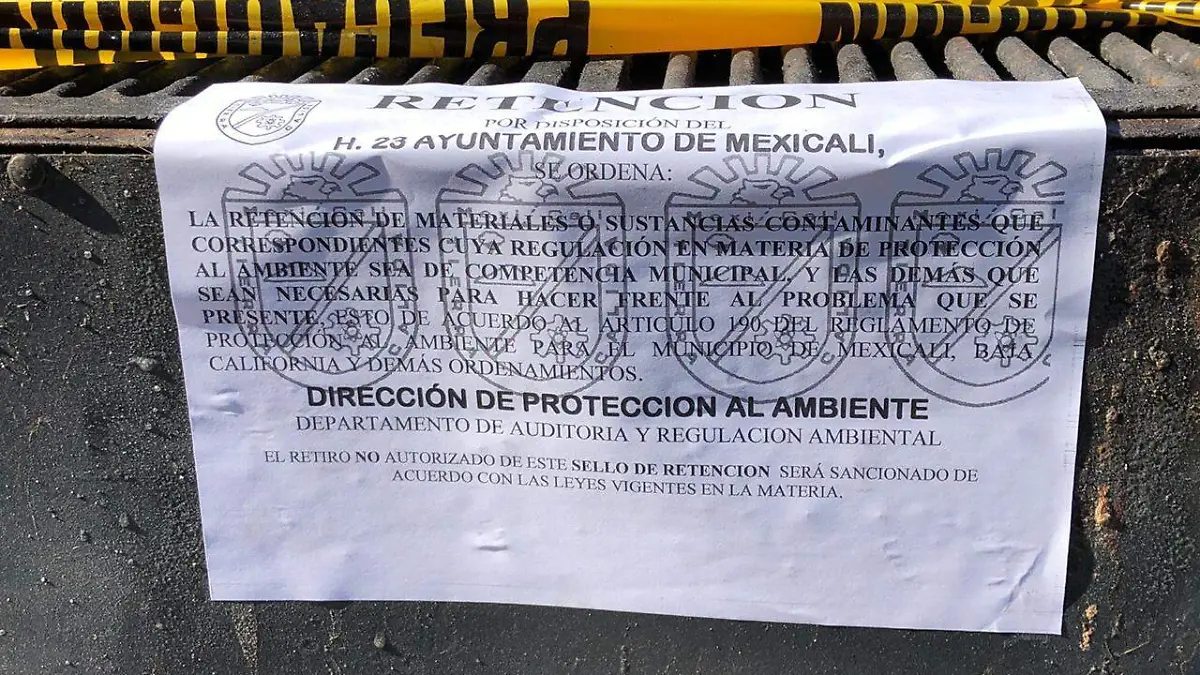 PRECAUCION
RETENCION
POR DISPOSICIÓN DEL
H. 23 AYUNTAMIENTO DE MEXICALI,
SE ORDENA:
LA RETENCIÓN DE MATERIALES O SUSTANCIAS CONTAMINANTES QUE
CORRESPONDIENTES CUYA REGULACIÓN EN MATERIA DE PROTECCIÓN
AL AMBIENTE SEA DE COMPETENCIA MUNICIPAL, Y LAS DEMÁS QUE
SEAN NECESARIAS PARA HACER FRENTE AL PROBLEMA QUE SE
PRESENTE, ESTO DE ACUERDO AL ARTICULO 190 DEL REGLAMENTO DE
PROTECCIÓN AL AMBIENTE PARA EL MUNICIPIO DE MEXICALI, BAJA
CALIFORNIA Y DEMÁS ORDENAMIENTOS.
DIRECCIÓN DE PROTECCION AL AMBIENTE
DEPARTAMENTO DE AUDITORIA Y REGULACION AMBIENTAL
EL RETIRO NO AUTORIZADO DE ESTE SELLO DE RETENCION SERÁ SANCIONADO DE
ACUERDO CON LAS LEYES VIGENTES EN LA MATERIA.